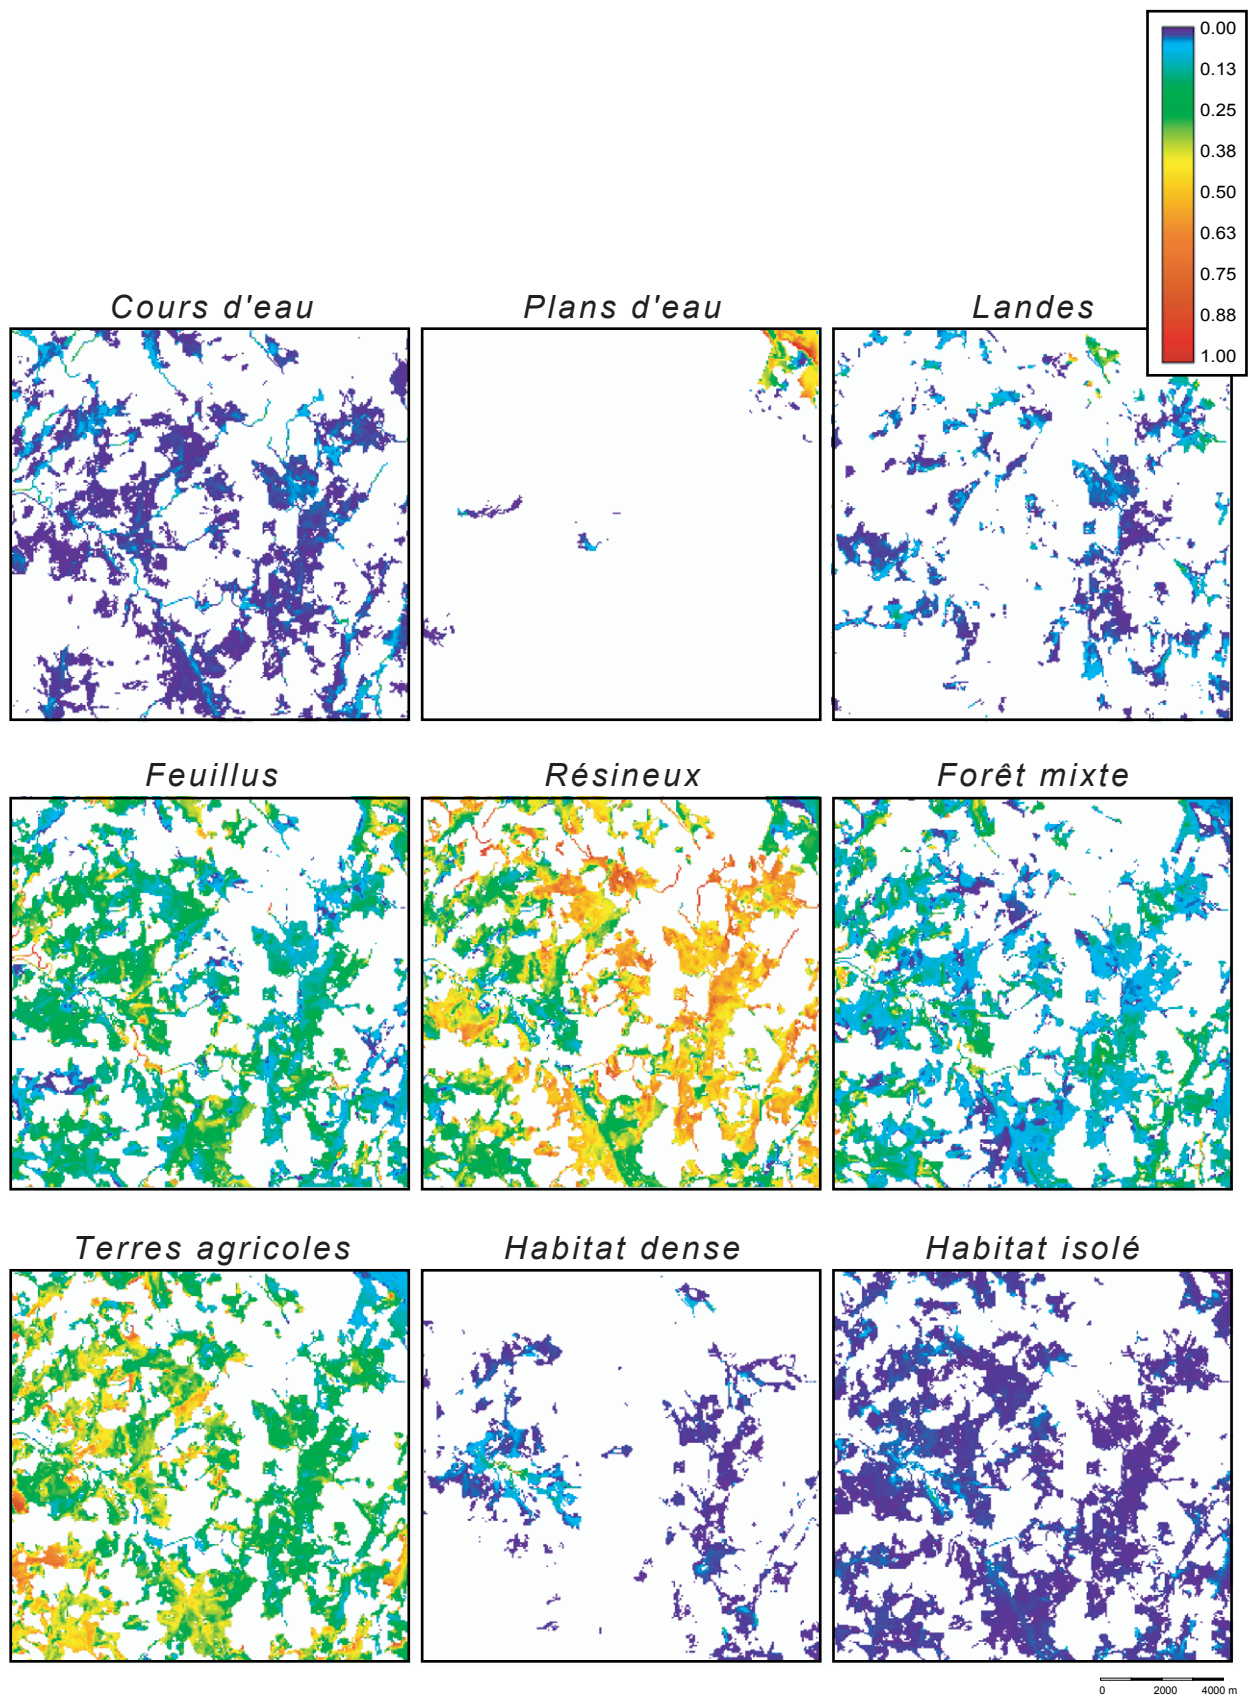 0.00
0.13
0.25
0.38
0.50
0.63
0.75
0.88
1.00
Cours d'eau
Plans d'eau
Landes
Feuillus
Résineux
Forêt mixte
Terres agricoles
Habitat dense
Habitat isolé
0 2000 4000 m